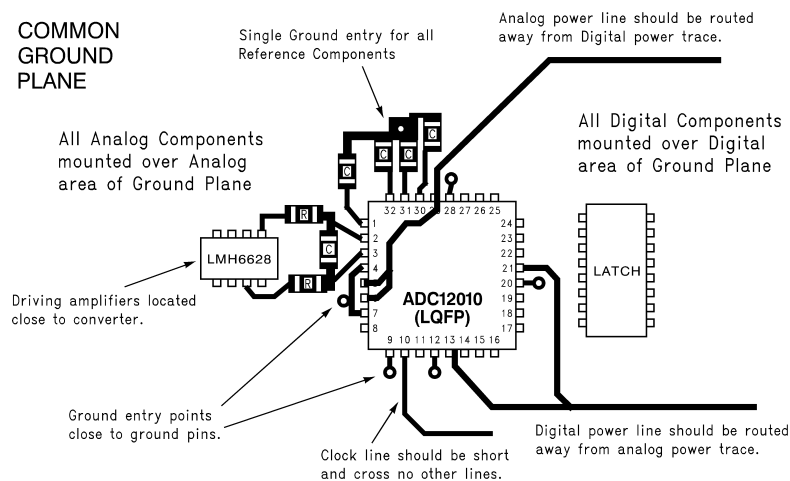 COMMON
GROUND
PLANE
Single Ground entry for all
Reference Components
Analog power line should be routed
away from Digital power trace.
All Analog Components
mounted over Analog
area of Ground Plane
All Digital Components
mounted over Digital
area of Ground Plane
C
C
C
C
32 31 30 28 27 26 25
R
C
R
LMH6628
1
2
3
4
7
8
24
23
22
21
20
19
18
17
ADC12010
(LQFP)
9 10 11 12 13 14 15 16
LATCH
Driving amplifiers located
close to converter.
Ground entry points
close to ground pins.
Clock line should be short
and cross no other lines.
Digital power line should be routed
away from analog power trace.